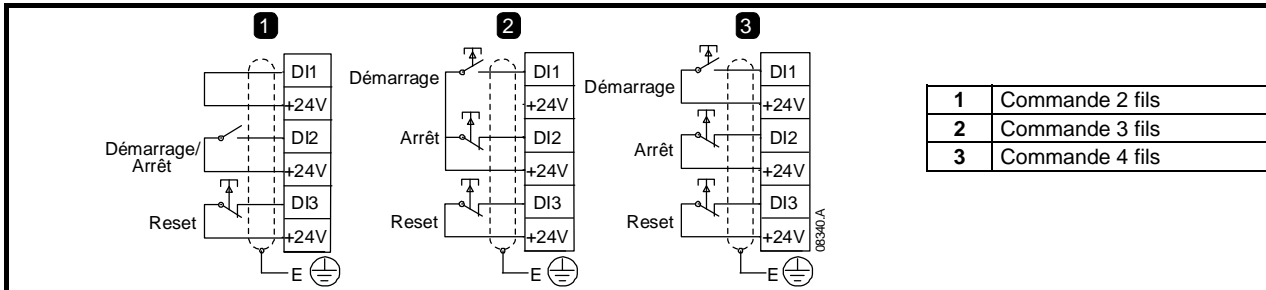 1
DI1
+24V
DI2
+24V
DI3
+24V
Démarrage/
Arrêt
Reset
E
2
Démarrage
Arrêt
Reset
DI1
+24V
DI2
+24V
DI3
+24V
E
3
Démarrage
Arrêt
Reset
DI1
+24V
DI2
+24V
DI3
+24V
E
08340.A
1 Commande 2 fils
2 Commande 3 fils
3 Commande 4 fils